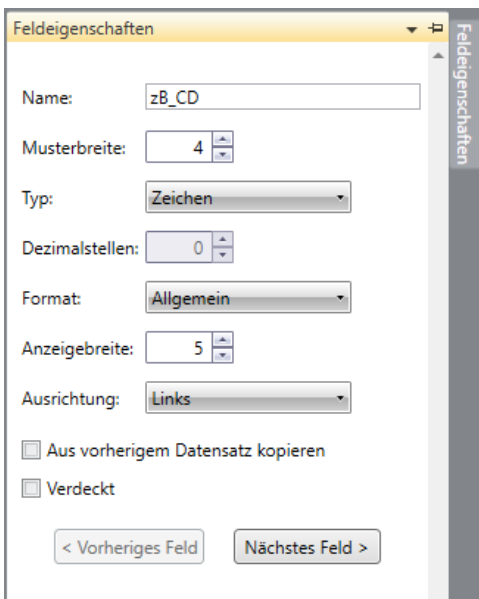 Feldeigenschaften
Feldeigenschaften
Name: zB_CD
Musterbreite: 4
Typ: Zeichen
Dezimalstellen: 0
Format: Allgemein
Anzeigebreite: 5
Ausrichtung: Links
Aus vorherigem Datensatz kopieren
Verdeckt
< Vorheriges Feld Nächstes Feld >